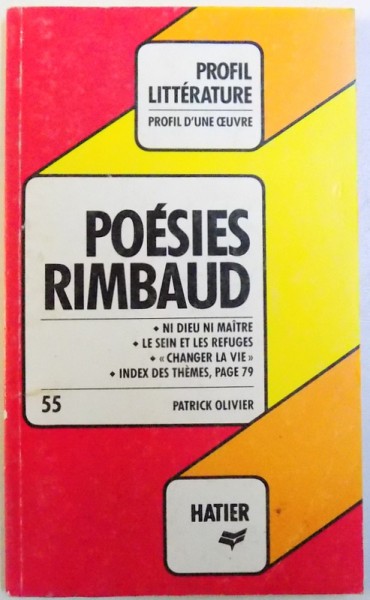 PROFIL
LITTÉRATURE
PROFIL D'UNE ŒUVRE
POÉSIES
RIMBAUD
• NI DIEU NI MAÎTRE
• LE SEIN ET LES REFUGES
• « CHANGER LA VIE »
• INDEX DES THÈMES, PAGE 79
55 PATRICK OLIVIER
HATIER